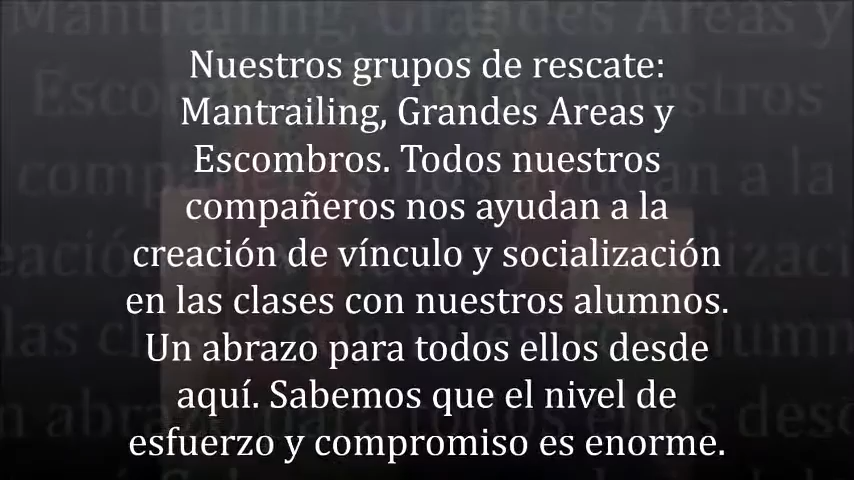 Nuestros grupos de rescate:
Mantrailing, Grandes Areas y
Escombros. Todos nuestros
compañeros nos ayudan a la
creación de vínculo y socialización
en las clases con nuestros alumnos.
Un abrazo para todos ellos desde
aquí. Sabemos que el nivel de
esfuerzo y compromiso es enorme.